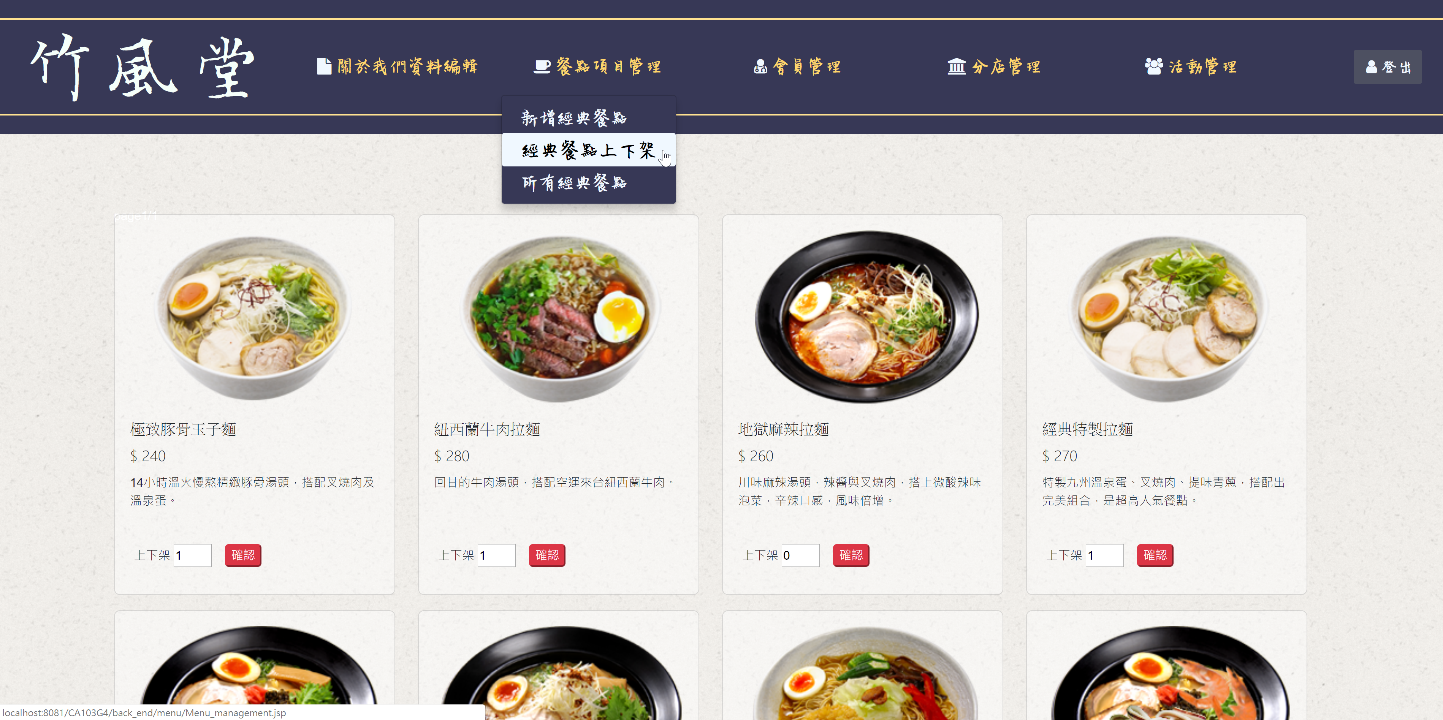 竹風堂
關於我們資料編輯
餐點項目管理
會員管理
分店管理
活動管理
登出
新增經典餐點
經典餐點上下架
所有經典餐點
極致豚骨玉子麵
$ 240
14小時溫火慢熬精緻豚骨湯頭，搭配叉燒肉及
溫泉蛋。
上下架 1 確認
紐西蘭牛肉拉麵
$ 280
回甘的牛肉湯頭，搭配空運來台紐西蘭牛肉。
上下架 1 確認
地獄麻辣拉麵
$ 260
川味麻辣湯頭，辣醬與叉燒肉，搭上微酸辣味
泡菜，辛辣口感，風味倍增。
上下架 0 確認
經典特製拉麵
$ 270
特製九州溫泉蛋、叉燒肉、提味青蔥，搭配出
完美組合，是超高人氣餐點。
上下架 1 確認
localhost:8081/CA103G4/back_end/menu/Menu_management.jsp